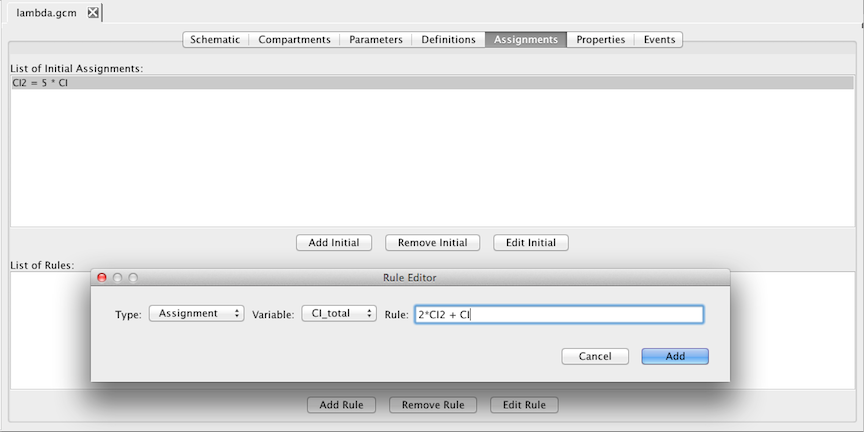 lambda.gcm
Schematic Compartments Parameters Definitions Assignments Properties Events
List of Initial Assignments:
CI2 = 5 * CI
Add Initial Remove Initial Edit Initial
List of Rules:
Rule Editor
Type: Assignment Variable: CI_total Rule: 2*CI2 + CI
Cancel Add
Add Rule Remove Rule Edit Rule